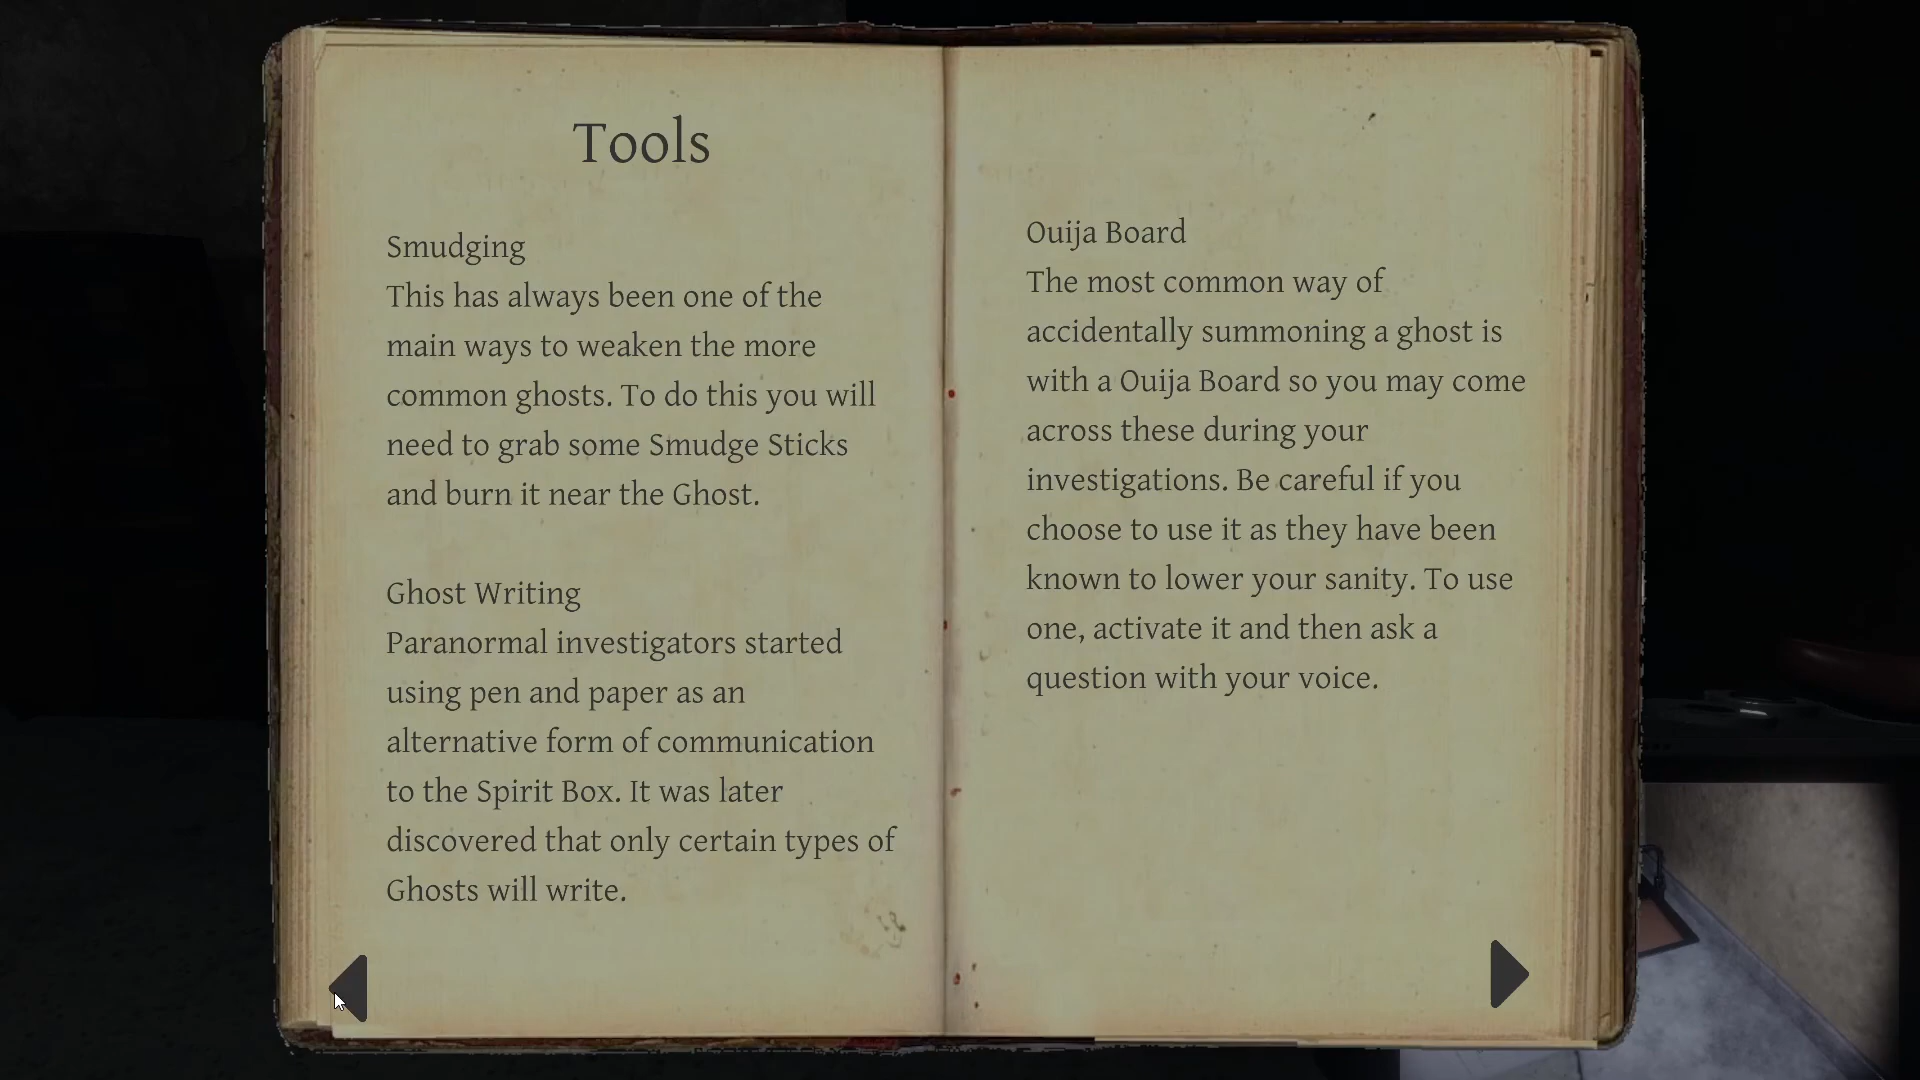 Tools
Smudging
This has always been one of the
main ways to weaken the more
common ghosts. To do this you will
need to grab some Smudge Sticks
and burn it near the Ghost.
Ghost Writing
Paranormal investigators started
using pen and paper as an
alternative form of communication
to the Spirit Box. It was later
discovered that only certain types of
Ghosts will write.
Ouija Board
The most common way of
accidentally summoning a ghost is
with a Ouija Board so you may come
across these during your
investigations. Be careful if you
choose to use it as they have been
known to lower your sanity. To use
one, activate it and then ask a
question with your voice.